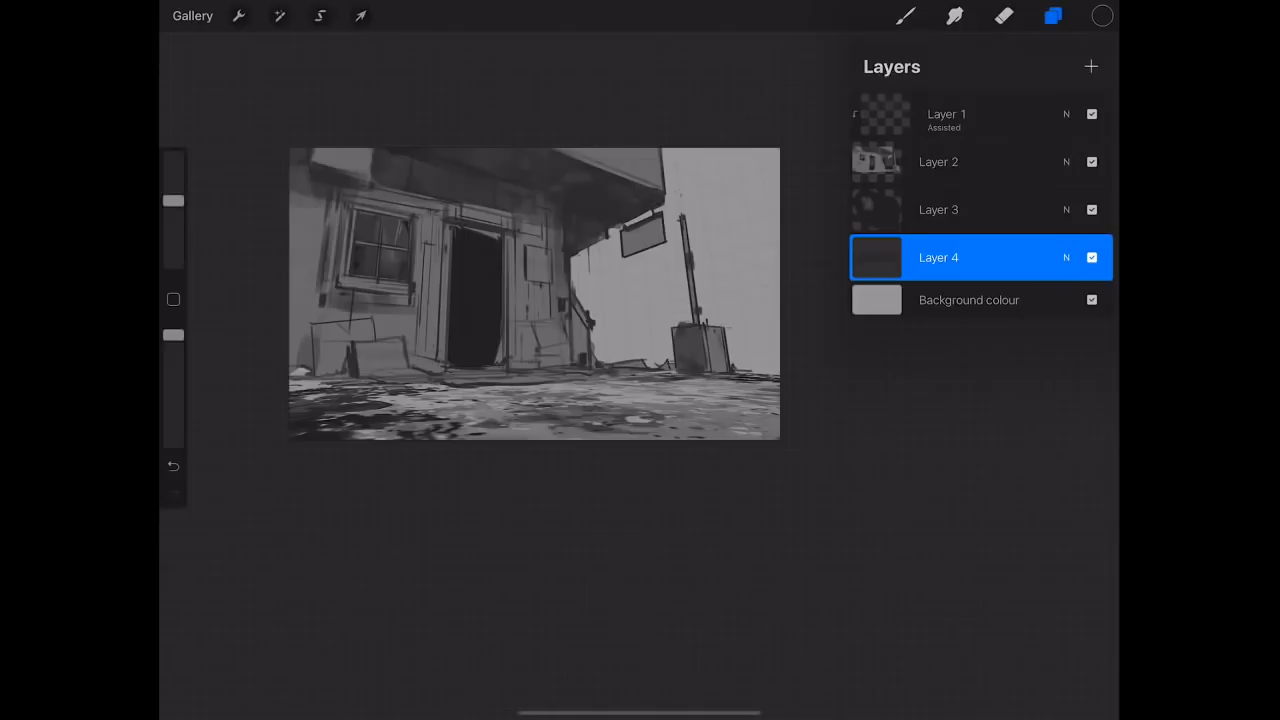 Gallery
Layers
Layer 1 N
Assisted
Layer 2 N
Layer 3 N
Layer 4 N
Background colour